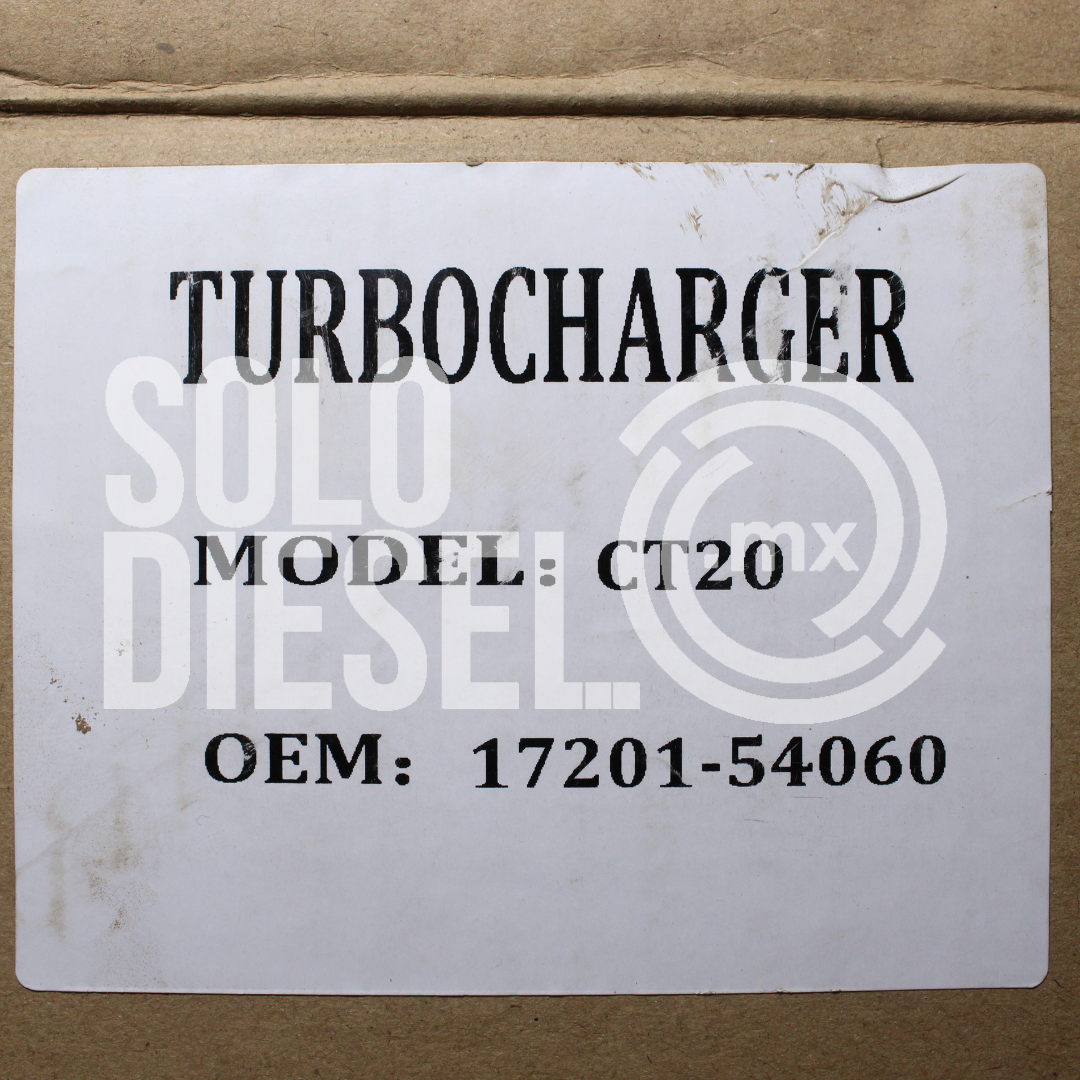 TURBOCHARGER
SOLO
DIESEL
.mx
MODEL: CT20
OEM: 17201-54060